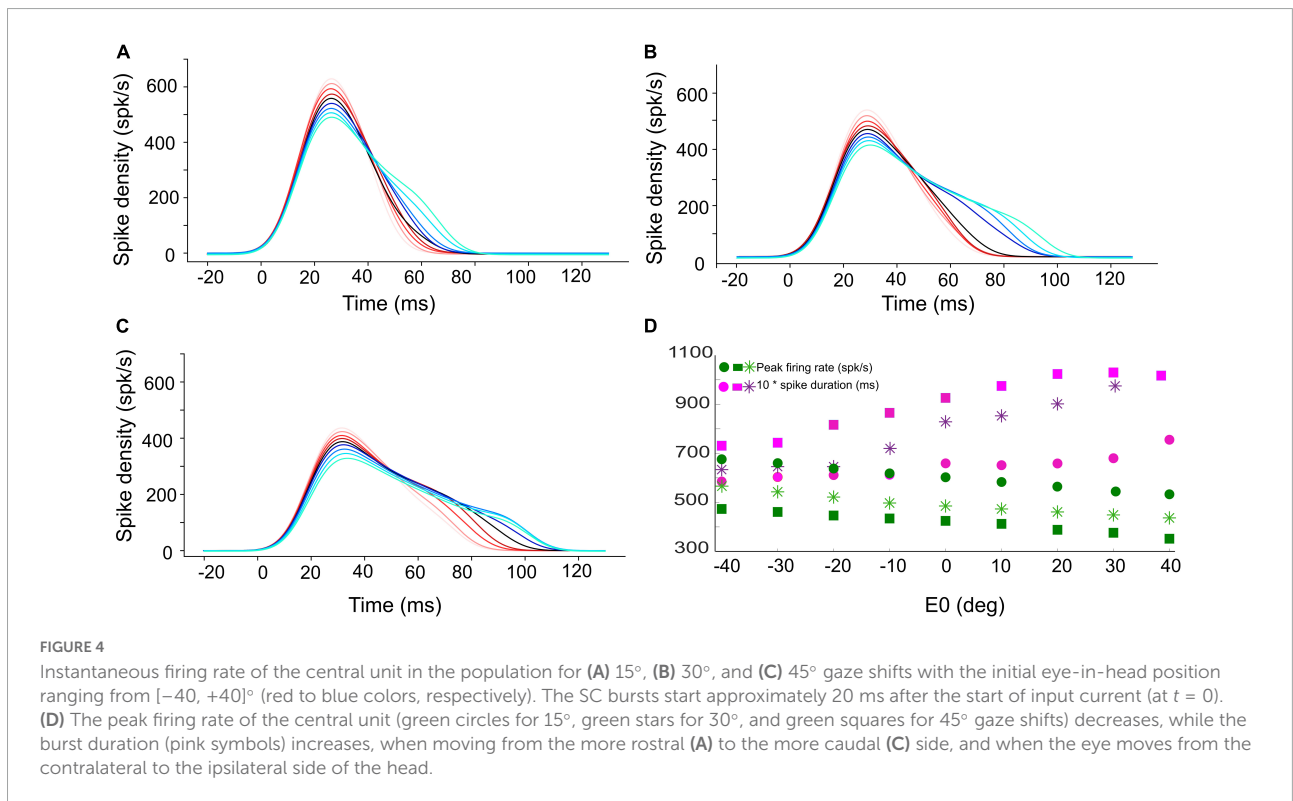 A
B
600
400
200
0
Spike density (spk/s)
-20 0 20 40 60 80 100 120
Time (ms)
600
400
200
0
Spike density (spk/s)
-20 0 20 40 60 80 100 120
Time (ms)
C
D
600
400
200
0
Spike density (spk/s)
-20 0 20 40 60 80 100 120
Time (ms)
1100
900
700
500
300
Peak firing rate (spk/s)
10 * spike duration (ms)
-40 -30 -20 -10 0 10 20 30 40
E0 (deg)
FIGURE 4
Instantaneous firing rate of the central unit in the population for (A) 15°, (B) 30°, and (C) 45° gaze shifts with the initial eye-in-head position
ranging from [−40, +40]° (red to blue colors, respectively). The SC bursts start approximately 20 ms after the start of input current (at t = 0).
(D) The peak firing rate of the central unit (green circles for 15°, green stars for 30°, and green squares for 45° gaze shifts) decreases, while the
burst duration (pink symbols) increases, when moving from the more rostral (A) to the more caudal (C) side, and when the eye moves from the
contralateral to the ipsilateral side of the head.